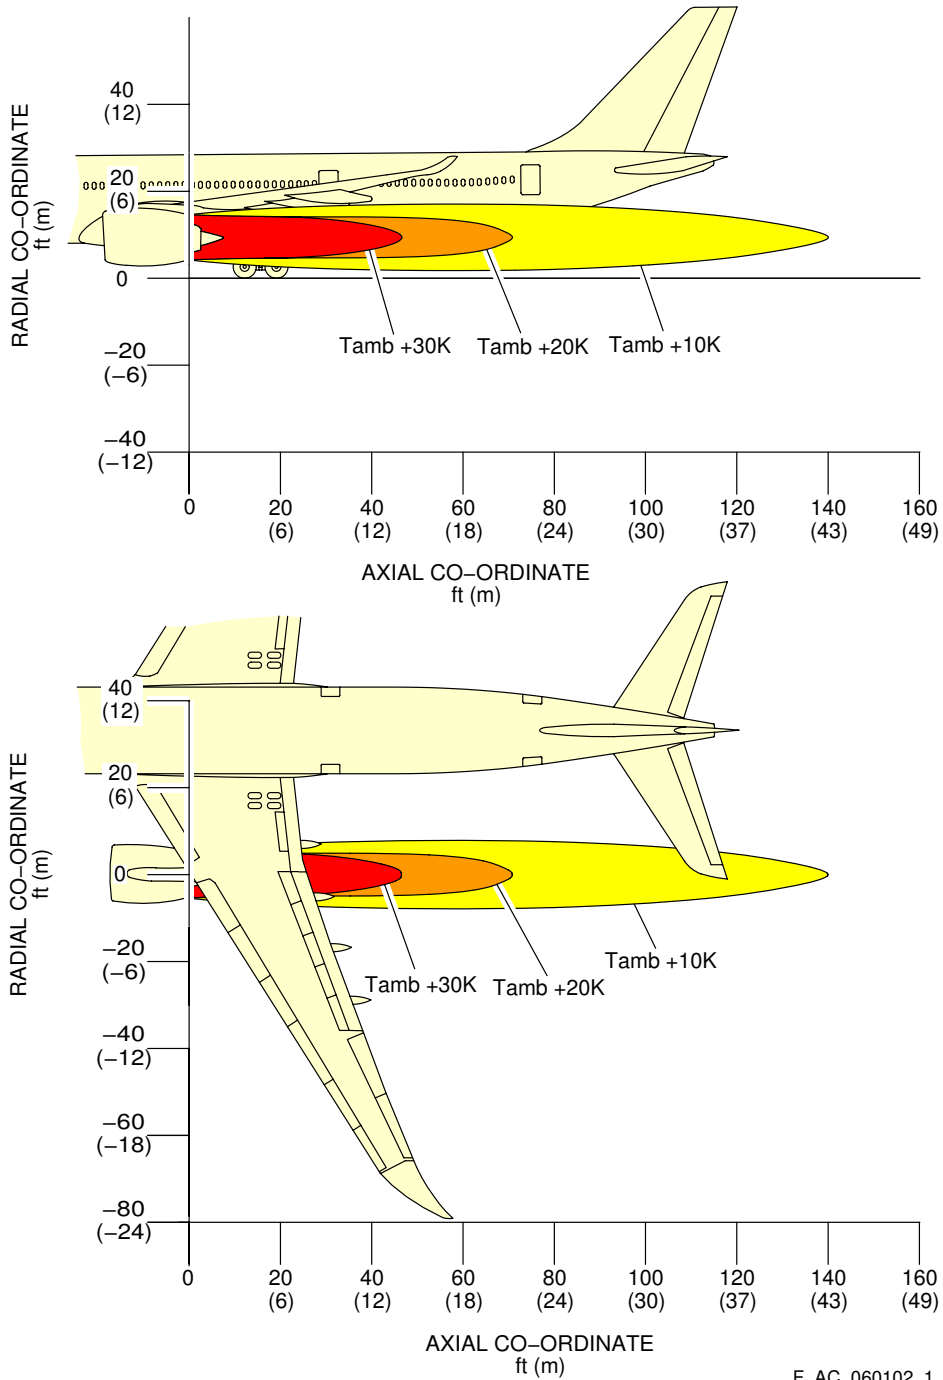 40
(12)
20
(6)
0
−20
(−6)
−40
(−12)
RADIAL CO−ORDINATE
ft (m)
Tamb +30K
Tamb +20K
Tamb +10K
0 20 40 60 80 100 120 140 160
(6) (12) (18) (24) (30) (37) (43) (49)
AXIAL CO−ORDINATE
ft (m)
40
(12)
20
(6)
0
−20
(−6)
−40
(−12)
−60
(−18)
−80
(−24)
RADIAL CO−ORDINATE
ft (m)
Tamb +10K
Tamb +30K
Tamb +20K
0 20 40 60 80 100 120 140 160
(6) (12) (18) (24) (30) (37) (43) (49)
AXIAL CO−ORDINATE
ft (m)